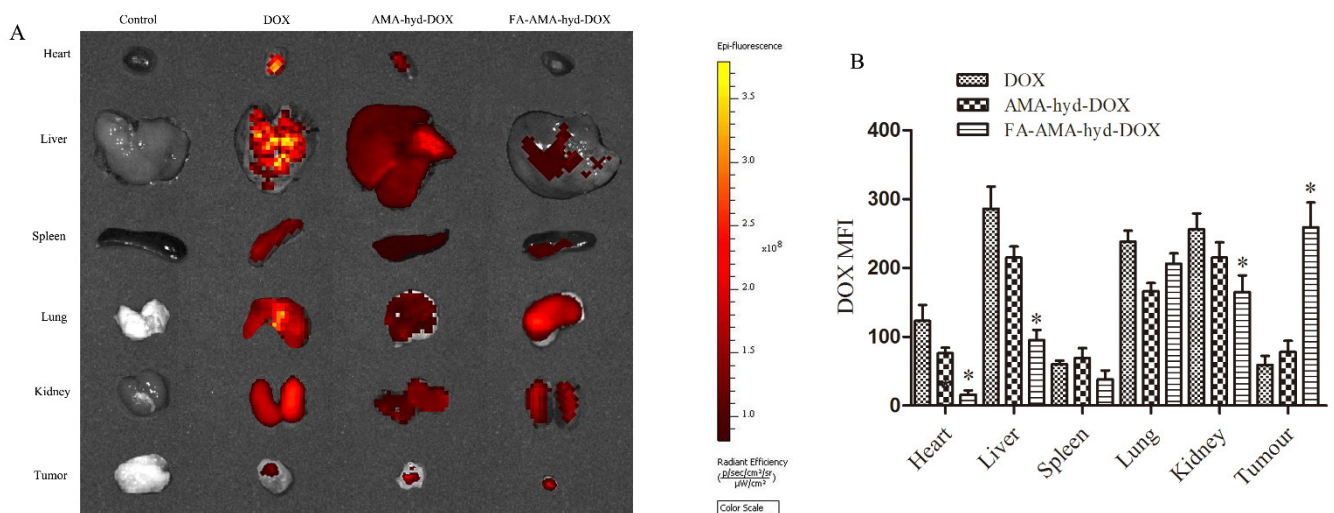 A
Control DOX AMA-hyd-DOX FA-AMA-hyd-DOX
Heart
Liver
Spleen
Lung
Kidney
Tumor
Epi-fluorescence
3.5
3.0
2.5
x10⁸
2.0
1.5
1.0
Radiant Efficiency
(p/sec/cm²/sr
µW/cm²)
Color Scale
B
DOX
AMA-hyd-DOX
FA-AMA-hyd-DOX
DOX MFI
400
300
200
100
0
*
*
*
*
*
Heart
Liver
Spleen
Lung
Kidney
Tumour